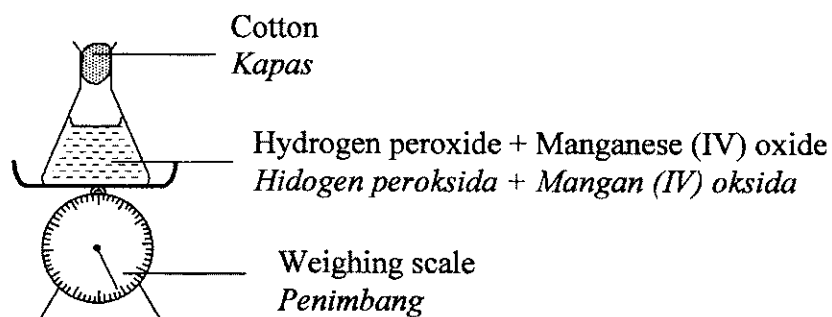 Cotton
Kapas
Hydrogen peroxide + Manganese (IV) oxide
Hidogen peroksida + Mangan (IV) oksida
Weighing scale
Penimbang